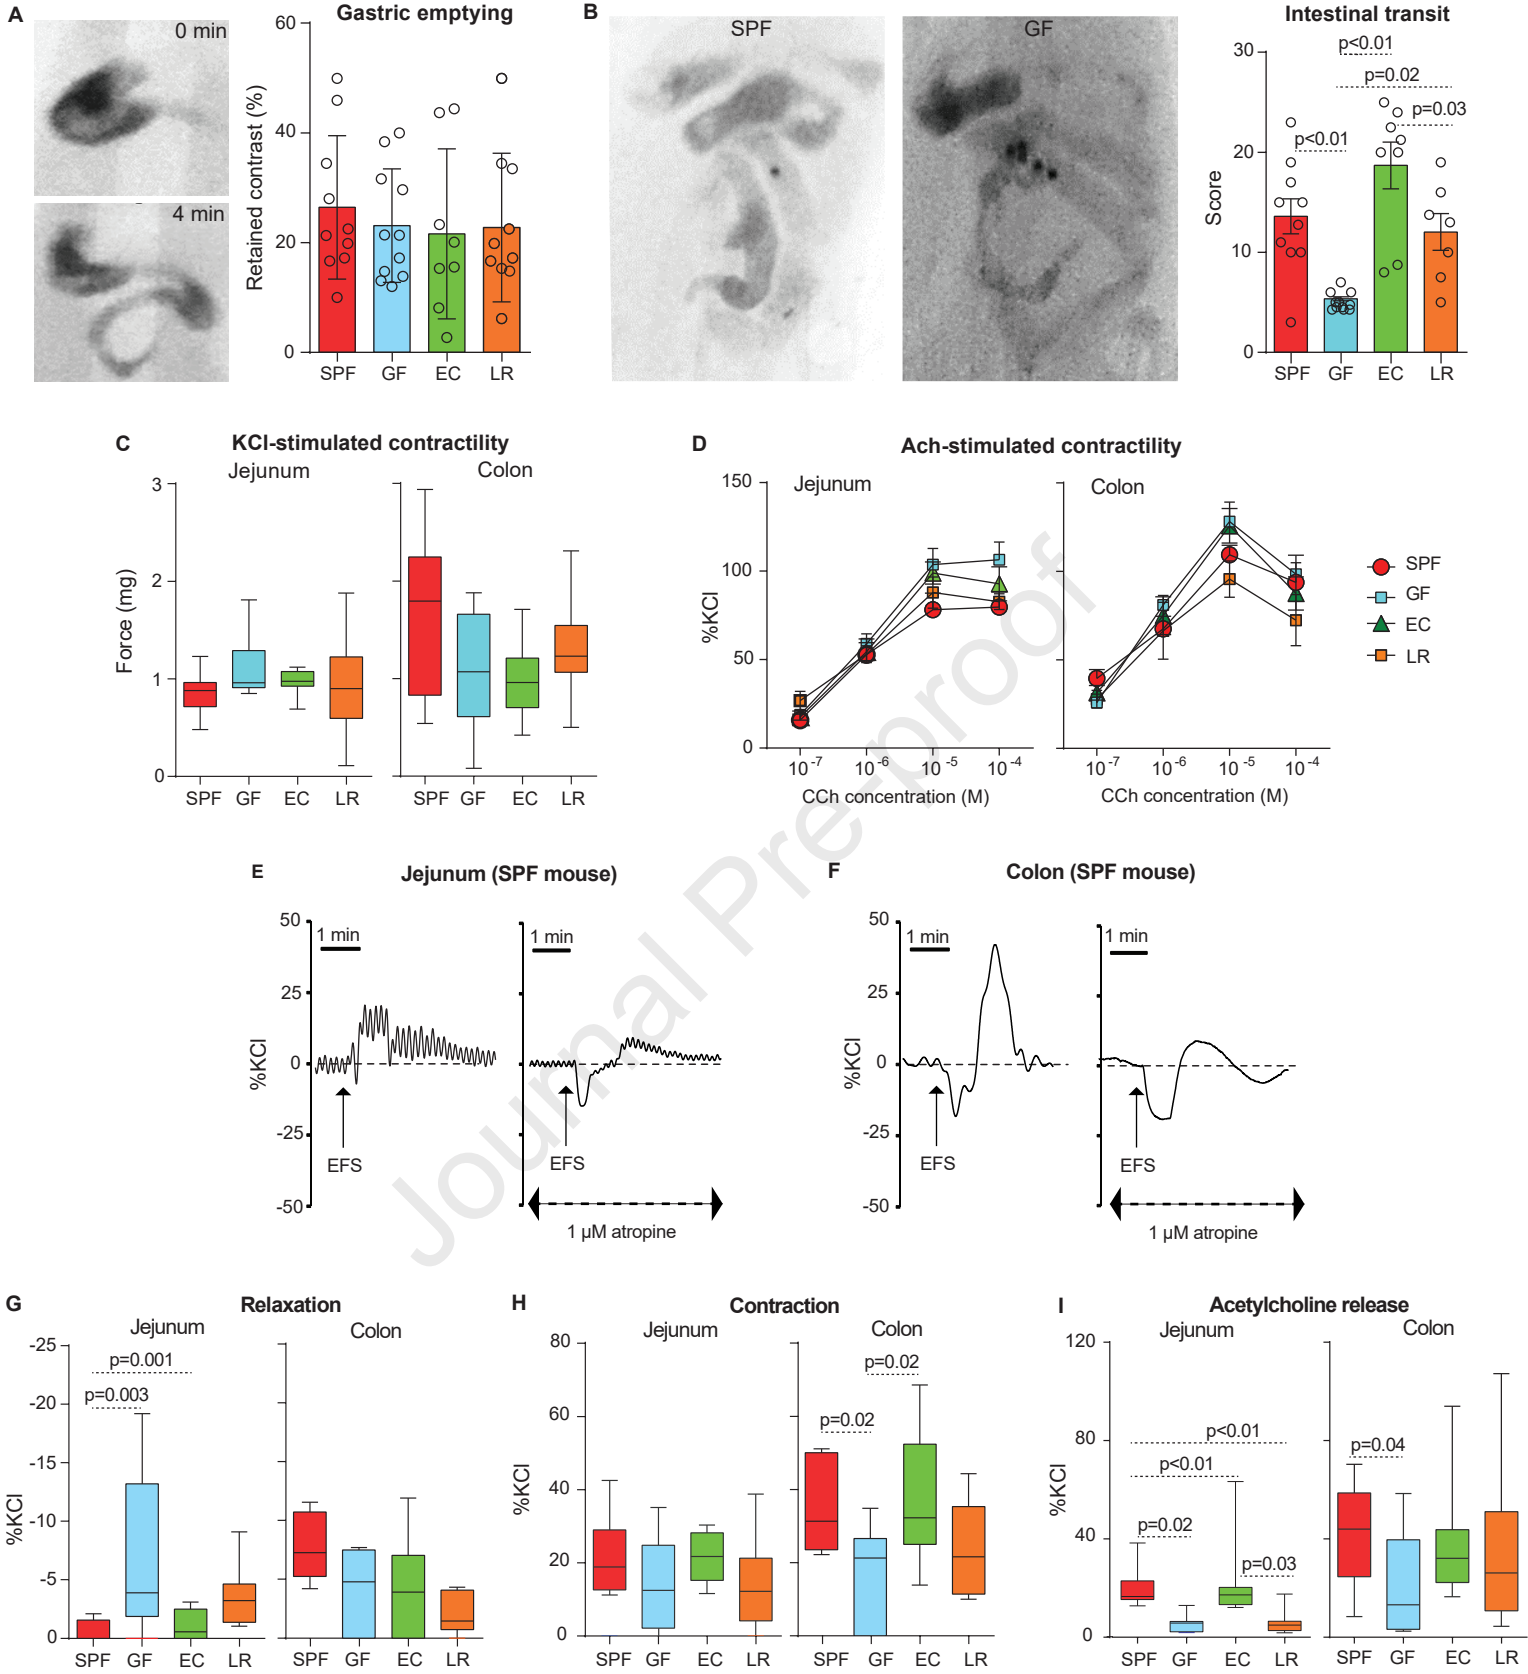 A
0 min
4 min
Gastric emptying
Retained contrast (%)
60
40
20
0
SPF GF EC LR
B
SPF
GF
Intestinal transit
Score
30
20
10
0
p<0.01
p=0.02
p=0.03
p<0.01
SPF GF EC LR
C
KCl-stimulated contractility
Jejunum
Colon
Force (mg)
3
2
1
0
SPF GF EC LR
SPF GF EC LR
D
Ach-stimulated contractility
Jejunum
Colon
%KCl
150
100
50
0
10-7 10-6 10-5 10-4
CCh concentration (M)
10-7 10-6 10-5 10-4
CCh concentration (M)
SPF
GF
EC
LR
Journal Pre-proof
E
Jejunum (SPF mouse)
%KCl
50
25
0
-25
-50
1 min
EFS
1 min
EFS
1 µM atropine
F
Colon (SPF mouse)
%KCl
50
25
0
-25
-50
1 min
EFS
1 min
EFS
1 µM atropine
G
Relaxation
Jejunum
Colon
%KCl
-25
-20
-15
-10
-5
0
p=0.001
p=0.003
SPF GF EC LR
SPF GF EC LR
H
Contraction
Jejunum
Colon
%KCl
80
60
40
20
0
p=0.02
p=0.02
SPF GF EC LR
SPF GF EC LR
I
Acetylcholine release
Jejunum
Colon
%KCl
120
80
40
0
p<0.01
p<0.01
p=0.02
p=0.03
p=0.04
SPF GF EC LR
SPF GF EC LR